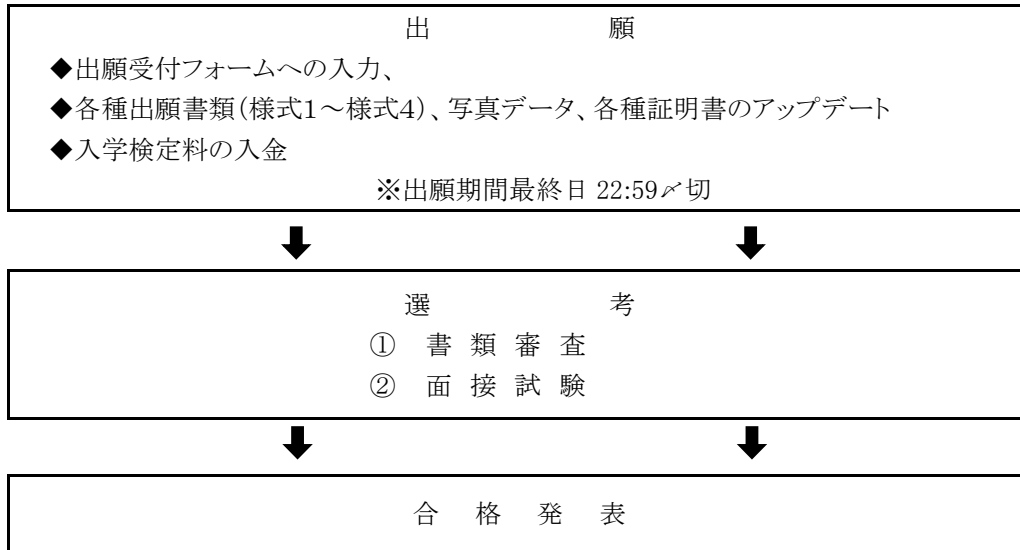 出願
◆出願受付フォームへの入力、
◆各種出願書類(様式1～様式4)、写真データ、各種証明書のアップデート
◆入学検定料の入金
※出願期間最終日 22:59〆切
選考
① 書類審査
② 面接試験
合格発表